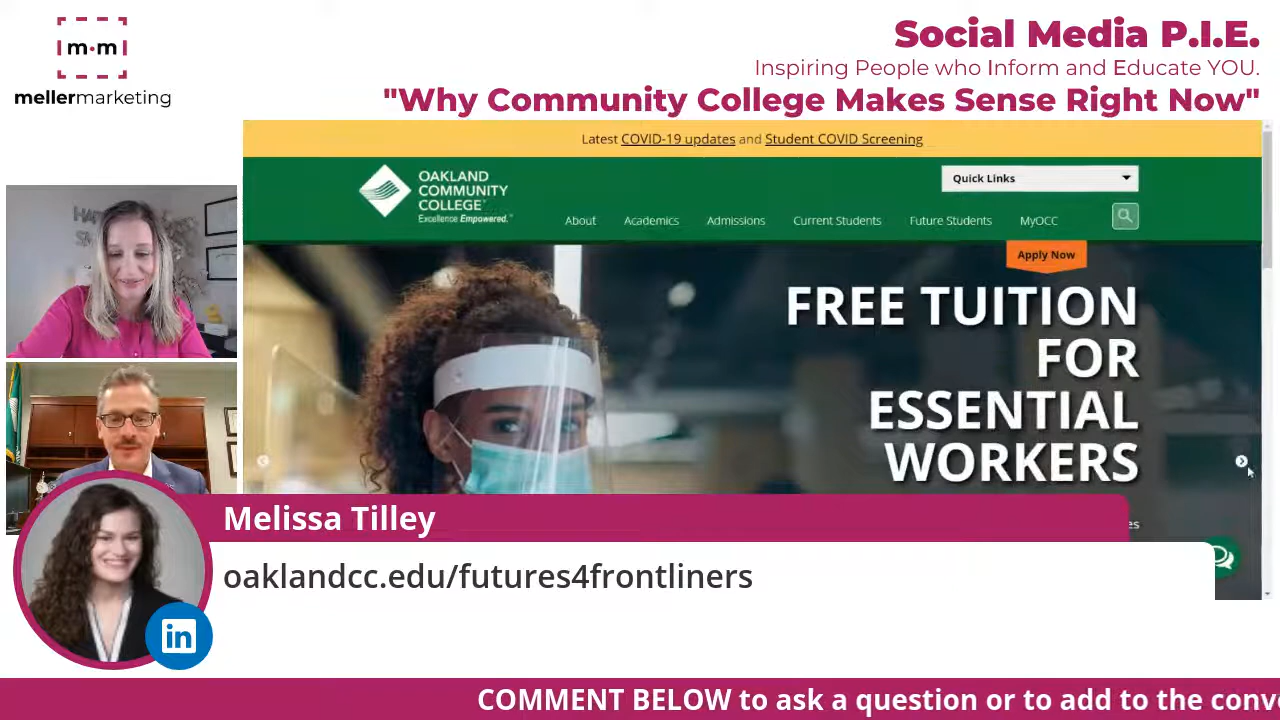 m·m
mellermarketing
Social Media P.I.E.
Inspiring People who Inform and Educate YOU.
"Why Community College Makes Sense Right Now"
Latest COVID-19 updates and Student COVID Screening
OAKLAND
COMMUNITY
COLLEGE
Excellence Empowered.
Quick Links
About Academics Admissions Current Students Future Students MyOCC
Apply Now
FREE TUITION
FOR
ESSENTIAL
WORKERS
es
Melissa Tilley
oaklandcc.edu/futures4frontliners
in
COMMENT BELOW to ask a question or to add to the conv